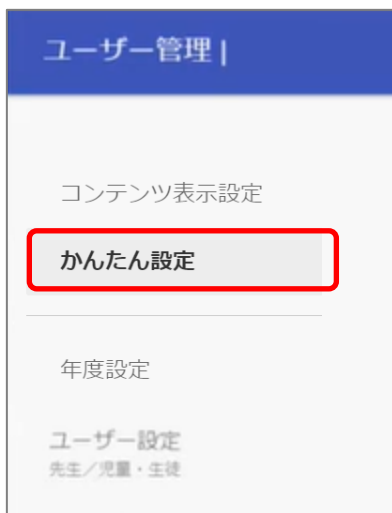 ユーザー管理 |
コンテンツ表示設定
かんたん設定
年度設定
ユーザー設定
先生／児童・生徒